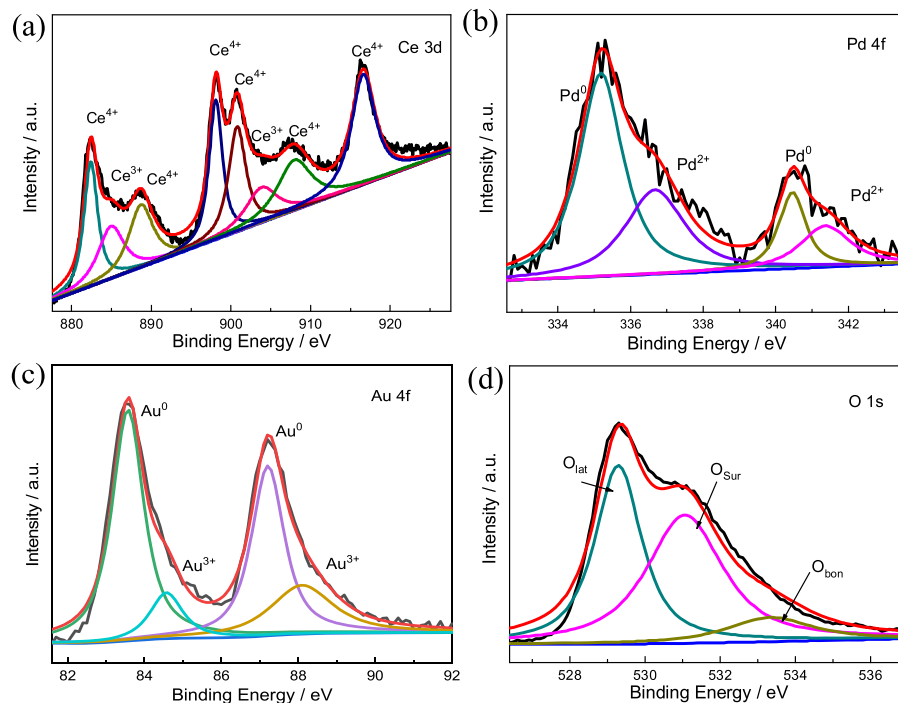 (a)
Ce 3d
Ce⁴⁺
Ce³⁺
Ce⁴⁺
Ce⁴⁺
Ce⁴⁺
Ce³⁺
Ce⁴⁺
Ce⁴⁺
Intensity / a.u.
880 890 900 910 920
Binding Energy / eV
(b)
Pd 4f
Pd⁰
Pd²⁺
Pd⁰
Pd²⁺
Intensity / a.u.
334 336 338 340 342
Binding Energy / eV
(c)
Au 4f
Au⁰
Au³⁺
Au⁰
Au³⁺
Intensity / a.u.
82 84 86 88 90 92
Binding Energy / eV
(d)
O 1s
O_lat
O_Sur
O_bon
Intensity / a.u.
528 530 532 534 536
Binding Energy / eV